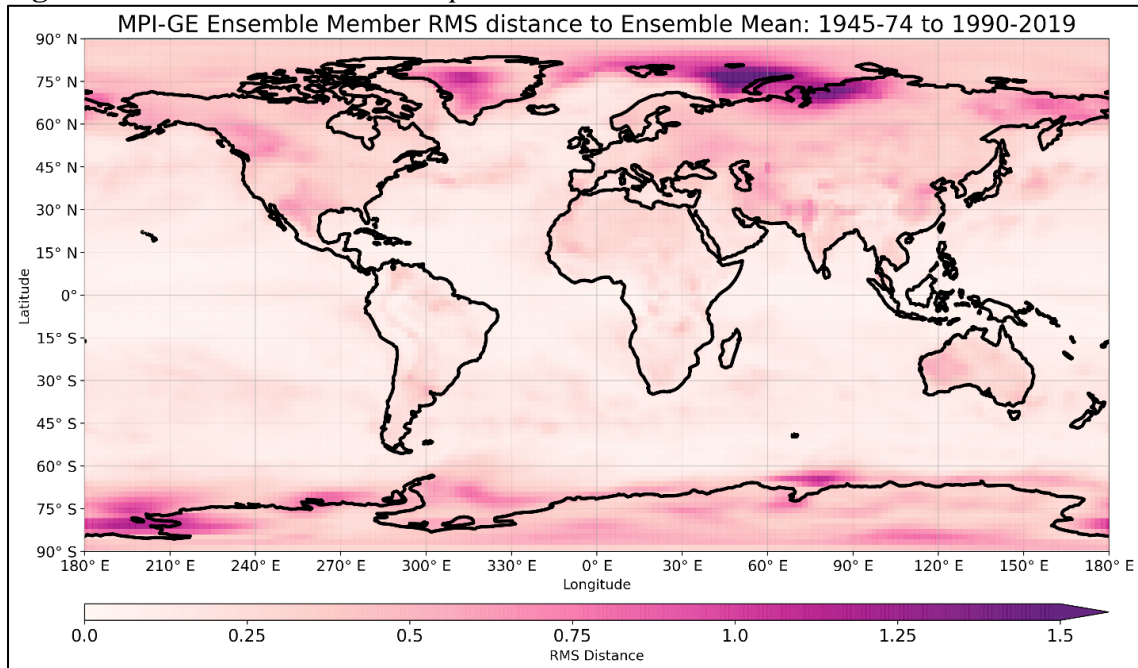 MPI-GE Ensemble Member RMS distance to Ensemble Mean: 1945-74 to 1990-2019
90° N
75° N
60° N
45° N
30° N
15° N
0°
15° S
30° S
45° S
60° S
75° S
90° S
Latitude
180° E 210° E 240° E 270° E 300° E 330° E 0° E 30° E 60° E 90° E 120° E 150° E 180° E
Longitude
0.0 0.25 0.5 0.75 1.0 1.25 1.5
RMS Distance